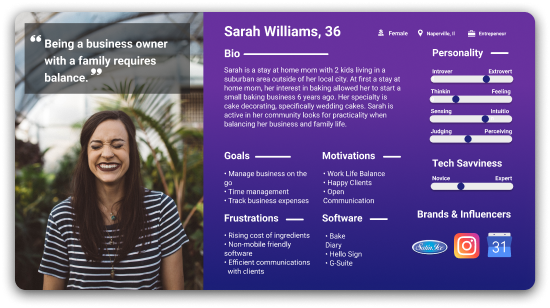 “ Being a business owner
with a family requires
balance. ”
Sarah Williams, 36
Female
Naperville, Il
Entrepeneur
Bio
Sarah is a stay at home mom with 2 kids living in a
suburban area outside of her local city. At first a stay at
home mom, her interest in baking allowed her to start a
small baking business 6 years ago. Her specialty is
cake decorating, specifically wedding cakes. Sarah is
active in her community looks for practicality when
balancing her business and family life.
Goals
• Manage business on the
go
• Time management
• Track business expenses
Motivations
• Work Life Balance
• Happy Clients
• Open
Communication
Frustrations
• Rising cost of ingredients
• Non-mobile friendly
software
• Efficient communications
with clients
Software
• Bake
Diary
• Hello Sign
• G-Suite
Personality
Introver Extrovert
Thinkin Feeling
Sensing Intuitio
Judging Perceiving
Tech Savviness
Novice Expert
Brands & Influencers
Satin Ice
31